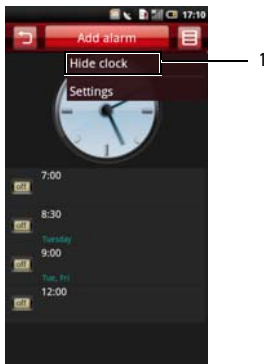 17:10
Add alarm
Hide clock
1
Settings
7:00
off
8:30
off
Tuesday
9:00
off
Tue, Fri
12:00
off